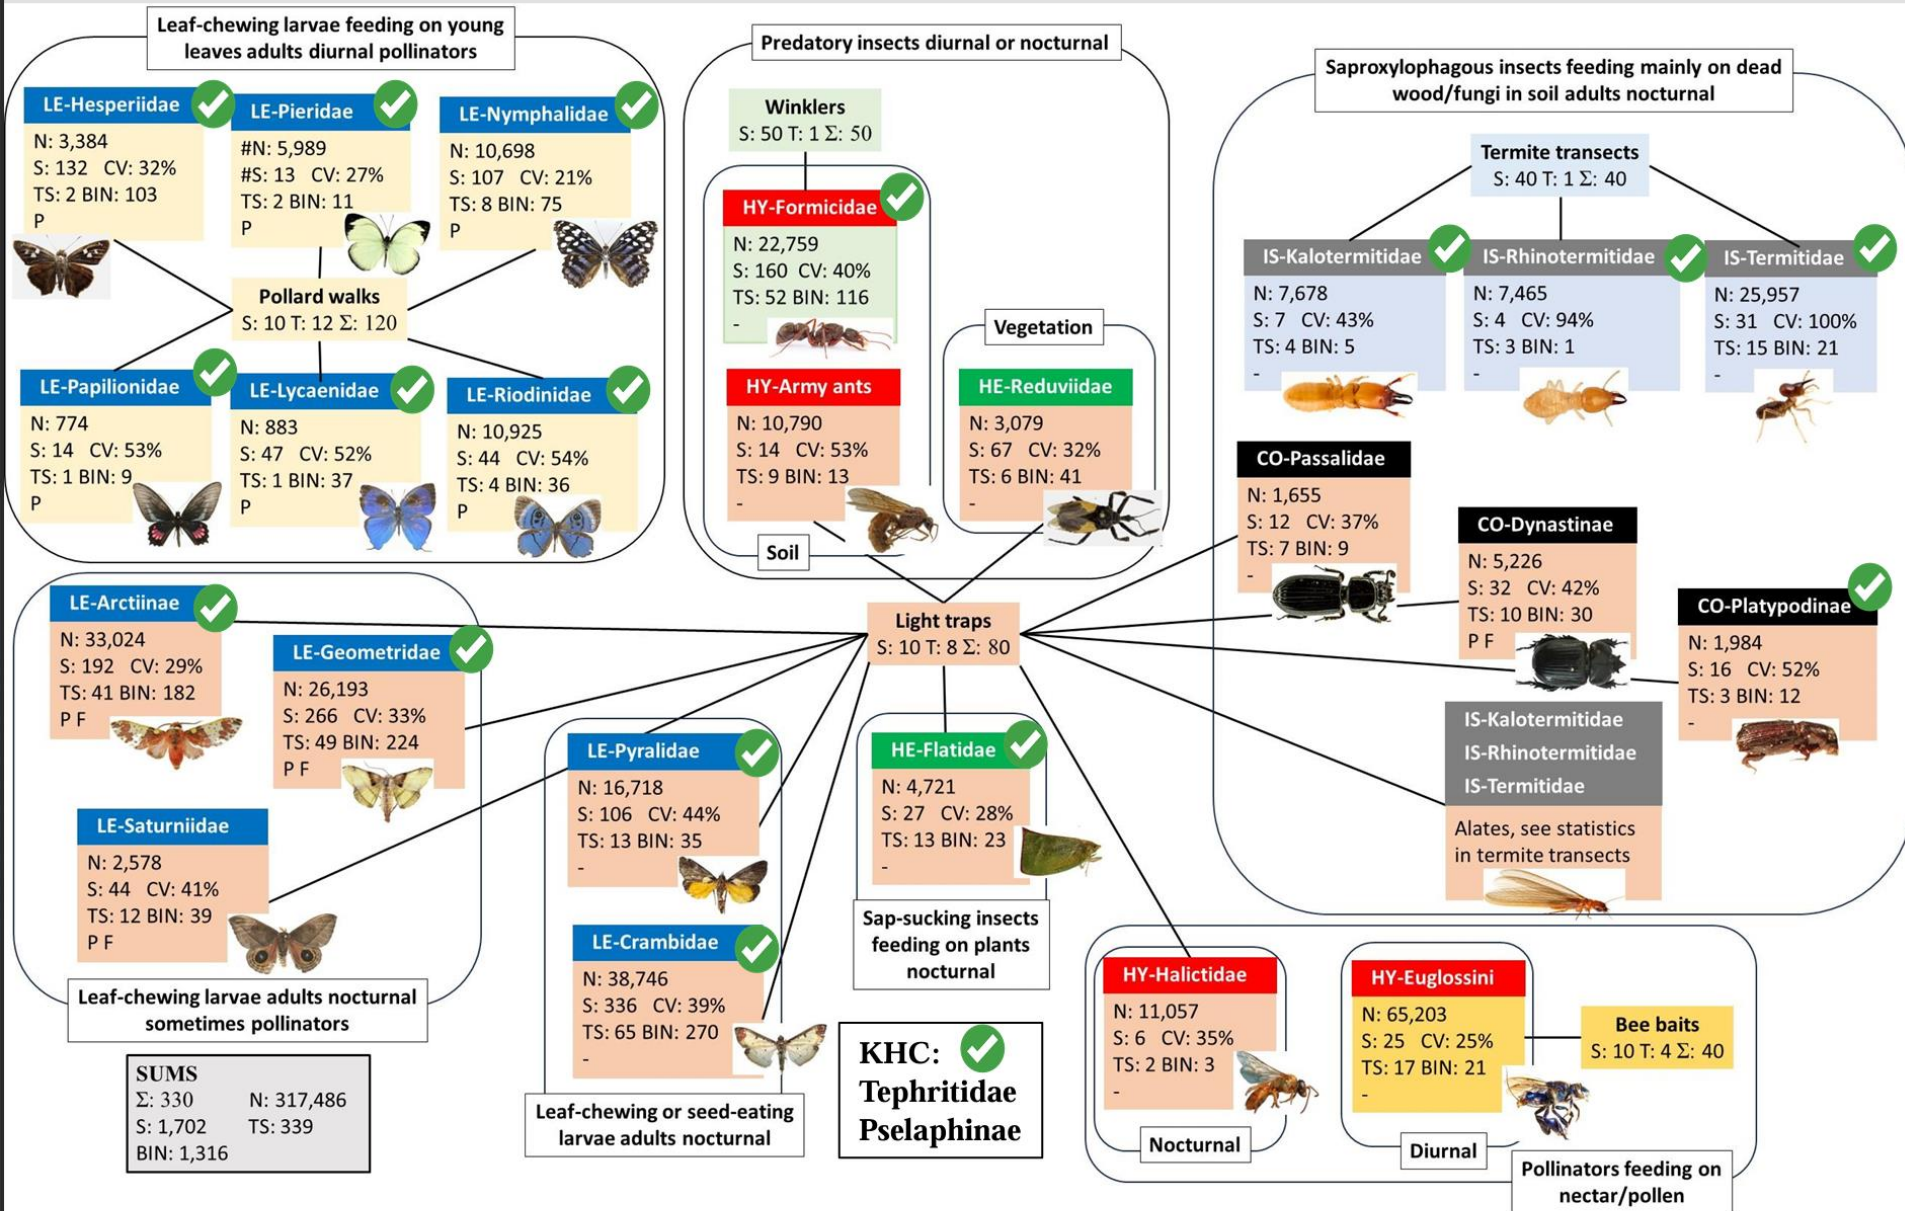 Leaf-chewing larvae feeding on young
leaves adults diurnal pollinators
LE-Hesperiidae
N: 3,384
S: 132 CV: 32%
TS: 2 BIN: 103
P
LE-Pieridae
#N: 5,989
#S: 13 CV: 27%
TS: 2 BIN: 11
P
LE-Nymphalidae
N: 10,698
S: 107 CV: 21%
TS: 8 BIN: 75
P
Pollard walks
S: 10 T: 12 Σ: 120
LE-Papilionidae
N: 774
S: 14 CV: 53%
TS: 1 BIN: 9
P
LE-Lycaenidae
N: 883
S: 47 CV: 52%
TS: 1 BIN: 37
P
LE-Riodinidae
N: 10,925
S: 44 CV: 54%
TS: 4 BIN: 36
P
Predatory insects diurnal or nocturnal
Winklers
S: 50 T: 1 Σ: 50
HY-Formicidae
N: 22,759
S: 160 CV: 40%
TS: 52 BIN: 116
-
HY-Army ants
N: 10,790
S: 14 CV: 53%
TS: 9 BIN: 13
-
Soil
Vegetation
HE-Reduviidae
N: 3,079
S: 67 CV: 32%
TS: 6 BIN: 41
-
Saproxylophagous insects feeding mainly on dead
wood/fungi in soil adults nocturnal
Termite transects
S: 40 T: 1 Σ: 40
IS-Kalotermitidae
N: 7,678
S: 7 CV: 43%
TS: 4 BIN: 5
-
IS-Rhinotermitidae
N: 7,465
S: 4 CV: 94%
TS: 3 BIN: 1
-
IS-Termitidae
N: 25,957
S: 31 CV: 100%
TS: 15 BIN: 21
-
CO-Passalidae
N: 1,655
S: 12 CV: 37%
TS: 7 BIN: 9
-
CO-Dynastinae
N: 5,226
S: 32 CV: 42%
TS: 10 BIN: 30
P F
CO-Platypodinae
N: 1,984
S: 16 CV: 52%
TS: 3 BIN: 12
-
IS-Kalotermitidae
IS-Rhinotermitidae
IS-Termitidae
Alates, see statistics
in termite transects
Light traps
S: 10 T: 8 Σ: 80
LE-Arctiinae
N: 33,024
S: 192 CV: 29%
TS: 41 BIN: 182
P F
LE-Geometridae
N: 26,193
S: 266 CV: 33%
TS: 49 BIN: 224
P F
LE-Saturniidae
N: 2,578
S: 44 CV: 41%
TS: 12 BIN: 39
P F
Leaf-chewing larvae adults nocturnal
sometimes pollinators
LE-Pyralidae
N: 16,718
S: 106 CV: 44%
TS: 13 BIN: 35
-
LE-Crambidae
N: 38,746
S: 336 CV: 39%
TS: 65 BIN: 270
-
Leaf-chewing or seed-eating
larvae adults nocturnal
HE-Flatidae
N: 4,721
S: 27 CV: 28%
TS: 13 BIN: 23
-
Sap-sucking insects
feeding on plants
nocturnal
HY-Halictidae
N: 11,057
S: 6 CV: 35%
TS: 2 BIN: 3
-
Nocturnal
HY-Euglossini
N: 65,203
S: 25 CV: 25%
TS: 17 BIN: 21
-
Diurnal
Bee baits
S: 10 T: 4 Σ: 40
Pollinators feeding on
nectar/pollen
SUMS
Σ: 330 N: 317,486
S: 1,702 TS: 339
BIN: 1,316
KHC:
Tephritidae
Pselaphinae